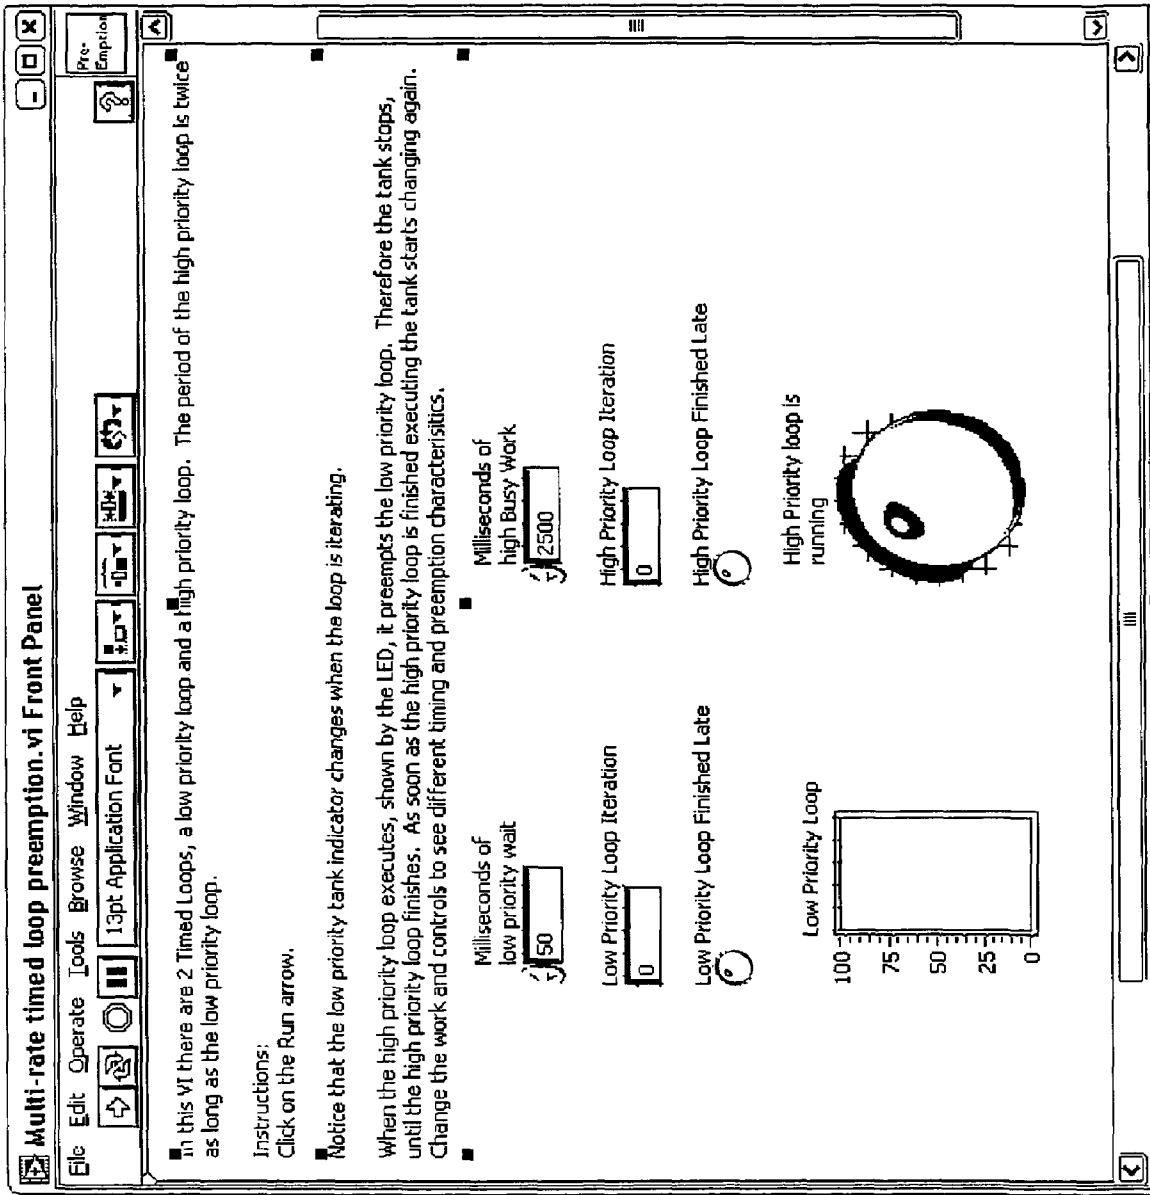 Multi-rate timed loop preemption.vi Front Panel
File Edit Operate Tools Browse Window Help
13pt Application Font
?
Pre-
Emption
In this VI there are 2 Timed Loops, a low priority loop and a high priority loop. The period of the high priority loop is twice
as long as the low priority loop.
Instructions:
Click on the Run arrow.
Notice that the low priority tank indicator changes when the loop is iterating.
When the high priority loop executes, shown by the LED, it preempts the low priority loop. Therefore the tank stops,
until the high priority loop finishes. As soon as the high priority loop is finished executing the tank starts changing again.
Change the work and controls to see different timing and preemption characterisitics.
Milliseconds of
low priority wait
50
Low Priority Loop Iteration
0
Low Priority Loop Finished Late
Low Priority Loop
100
75
50
25
0
Milliseconds of
high Busy Work
2500
High Priority Loop Iteration
0
High Priority Loop Finished Late
High Priority loop is
running